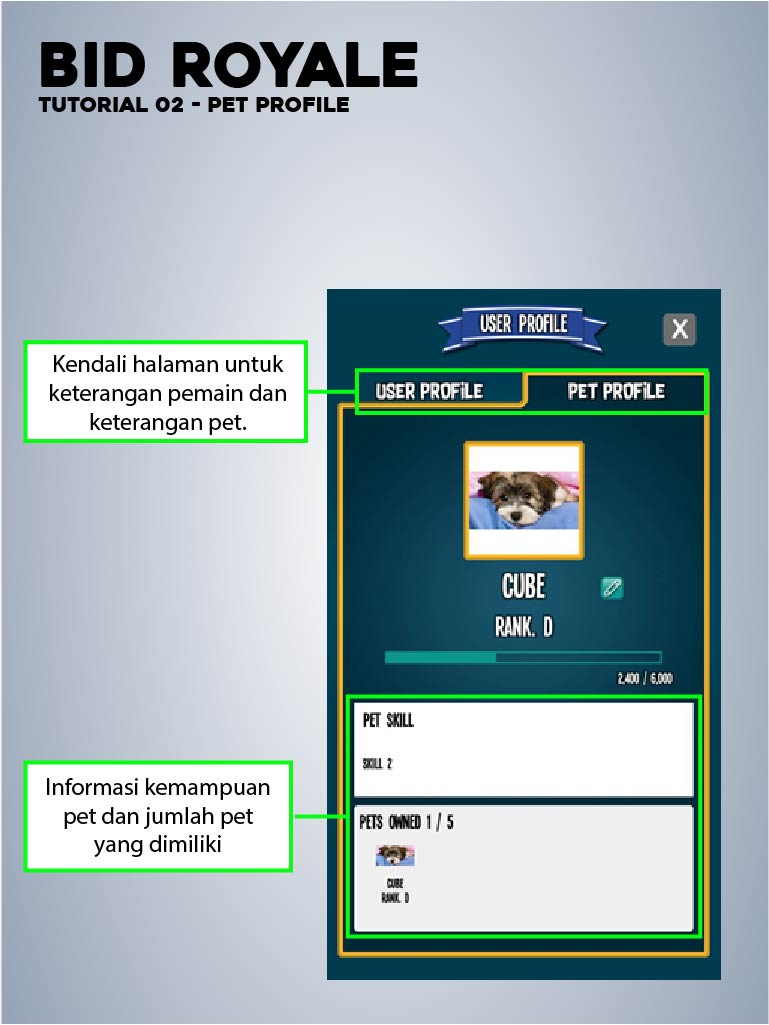 BID ROYALE
TUTORIAL 02 - PET PROFILE
USER PROFILE
X
Kendali halaman untuk
keterangan pemain dan
keterangan pet.
USER PROFILE
PET PROFILE
CUBE
RANK. D
2,400 / 6,000
PET SKILL
SKILL 2
Informasi kemampuan
pet dan jumlah pet
yang dimiliki
PETS OWNED 1 / 5
CUBE
RANK. D